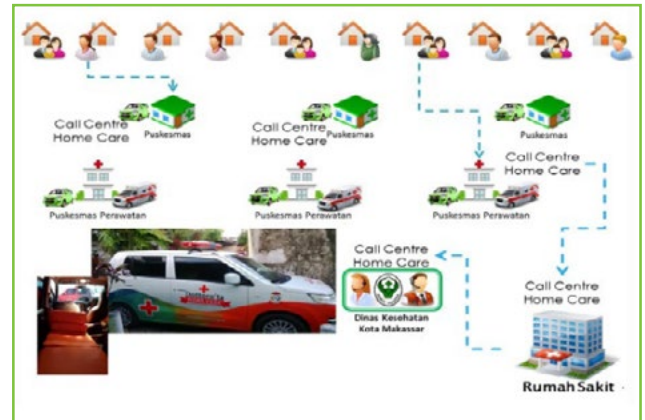 Call Centre
Home Care
Puskesmas
Call Centre
Home Care
Puskesmas
Puskesmas
Call Centre
Home Care
Puskesmas Perawatan
Puskesmas Perawatan
Puskesmas Perawatan
Call Centre
Home Care
Dinas Kesehatan
Kota Makassar
Call Centre
Home Care
Rumah Sakit